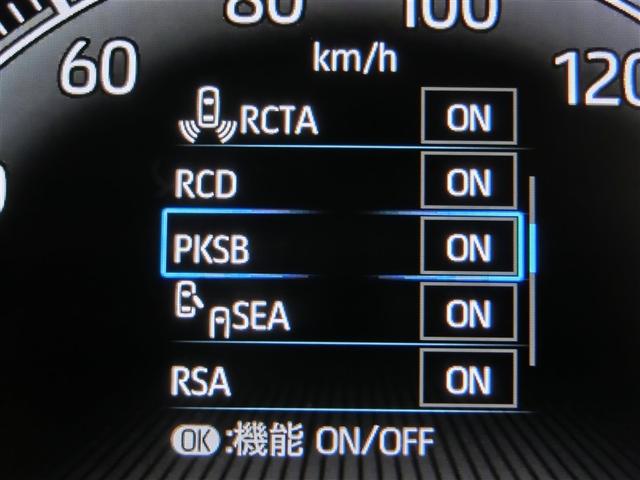 80 100
60 km/h 120
RCTA ON
RCD ON
PKSB ON
SEA ON
RSA ON
OK:機能 ON/OFF